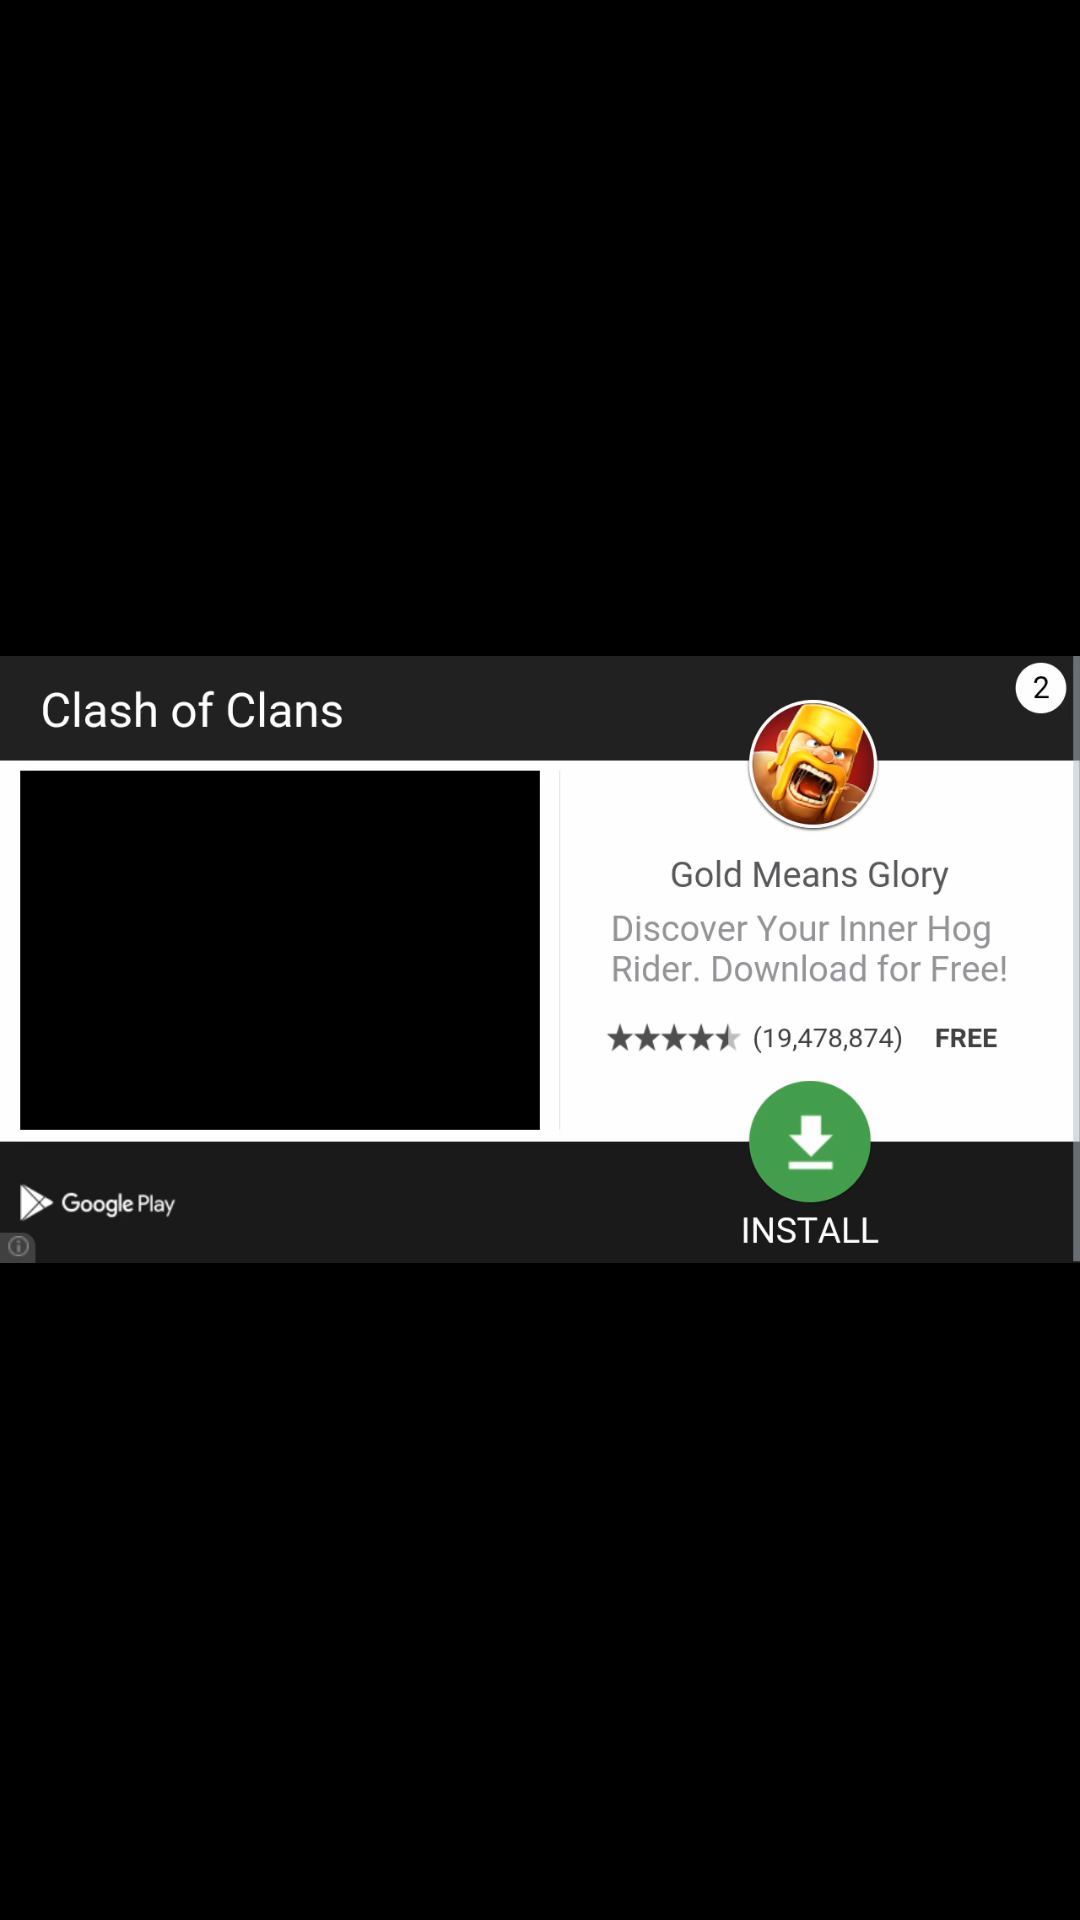 Clash of Clans
2
Gold Means Glory
Discover Your Inner Hog
Rider. Download for Free!
(19,478,874) FREE
Google Play
INSTALL